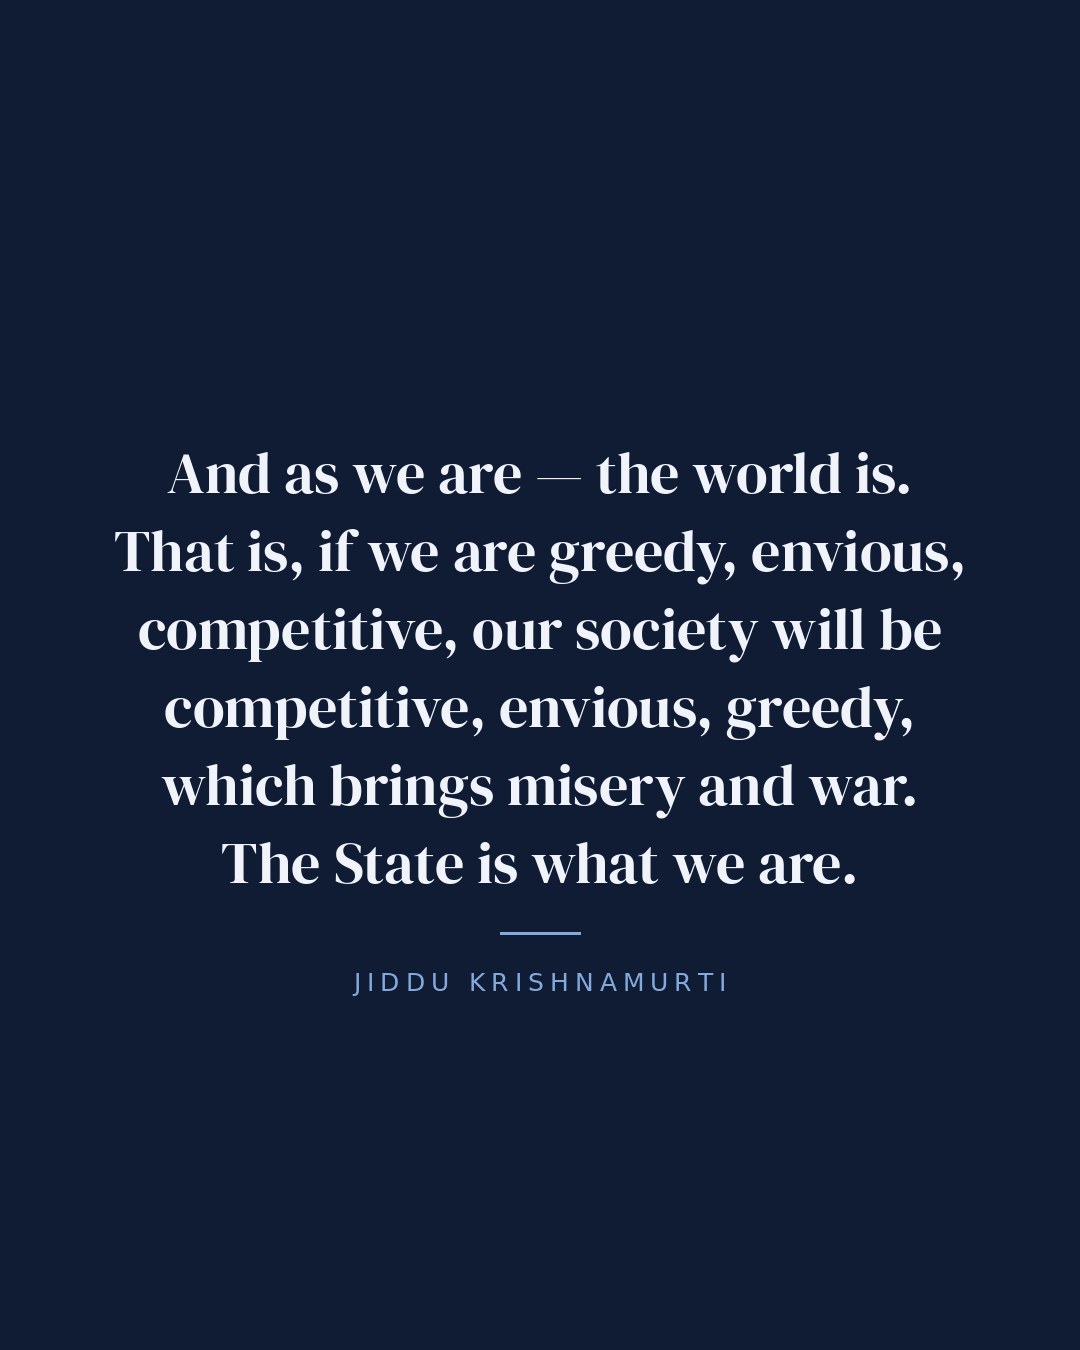 And as we are — the world is.
That is, if we are greedy, envious,
competitive, our society will be
competitive, envious, greedy,
which brings misery and war.
The State is what we are.
JIDDU KRISHNAMURTI